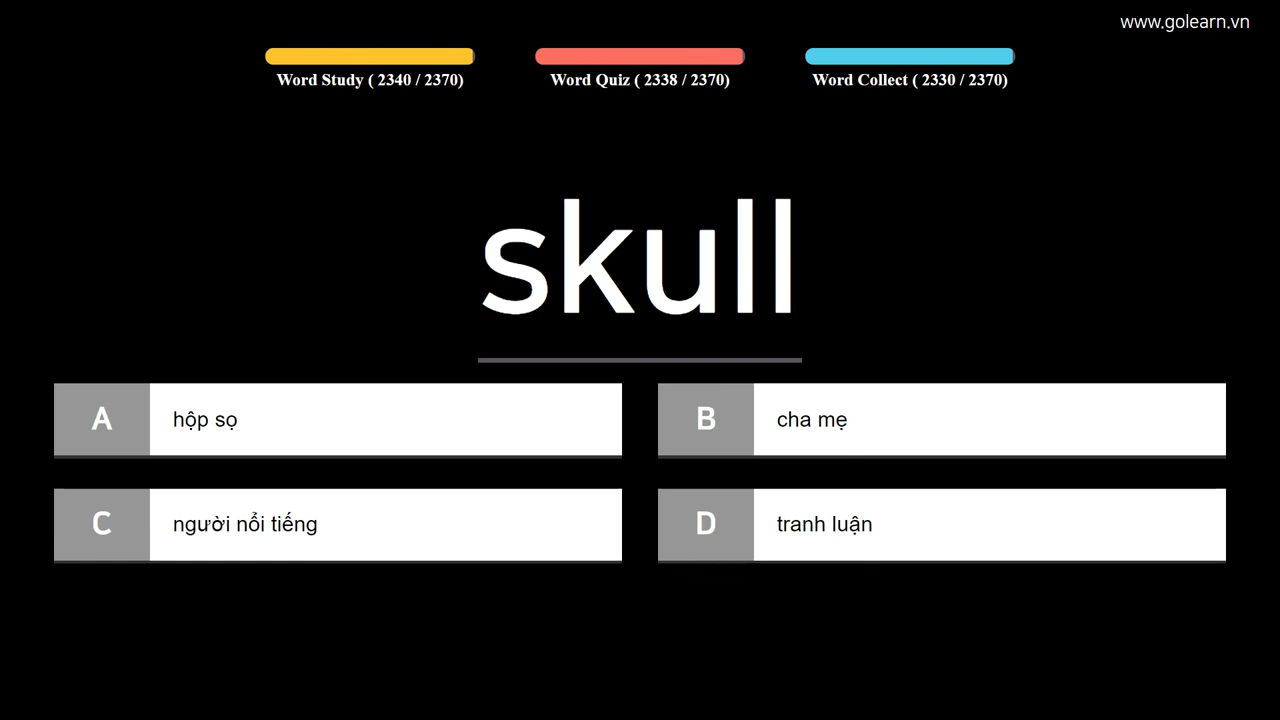 www.golearn.vn
Word Study ( 2340 / 2370)
Word Quiz ( 2338 / 2370)
Word Collect ( 2330 / 2370)
skull
A hộp sọ
B cha mẹ
C người nổi tiếng
D tranh luận